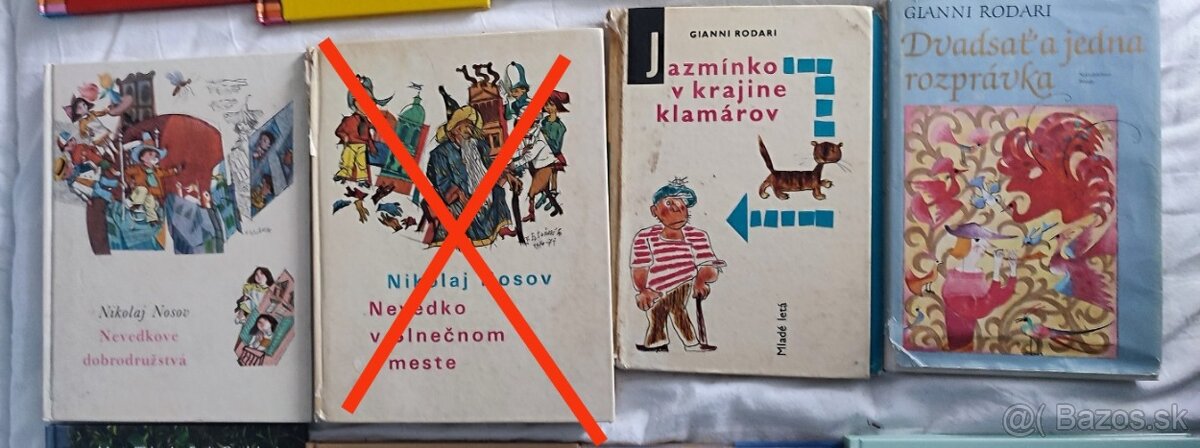 Nikolaj Nosov
Nevedkove
dobrodružstvá
Nikolaj Nosov
Nevedko
v slnečnom
meste
GIANNI RODARI
Jazmínko
v krajine
klamárov
Mladé letá
GIANNI RODARI
Dvadsať a jedna
rozprávka
Bazos.sk